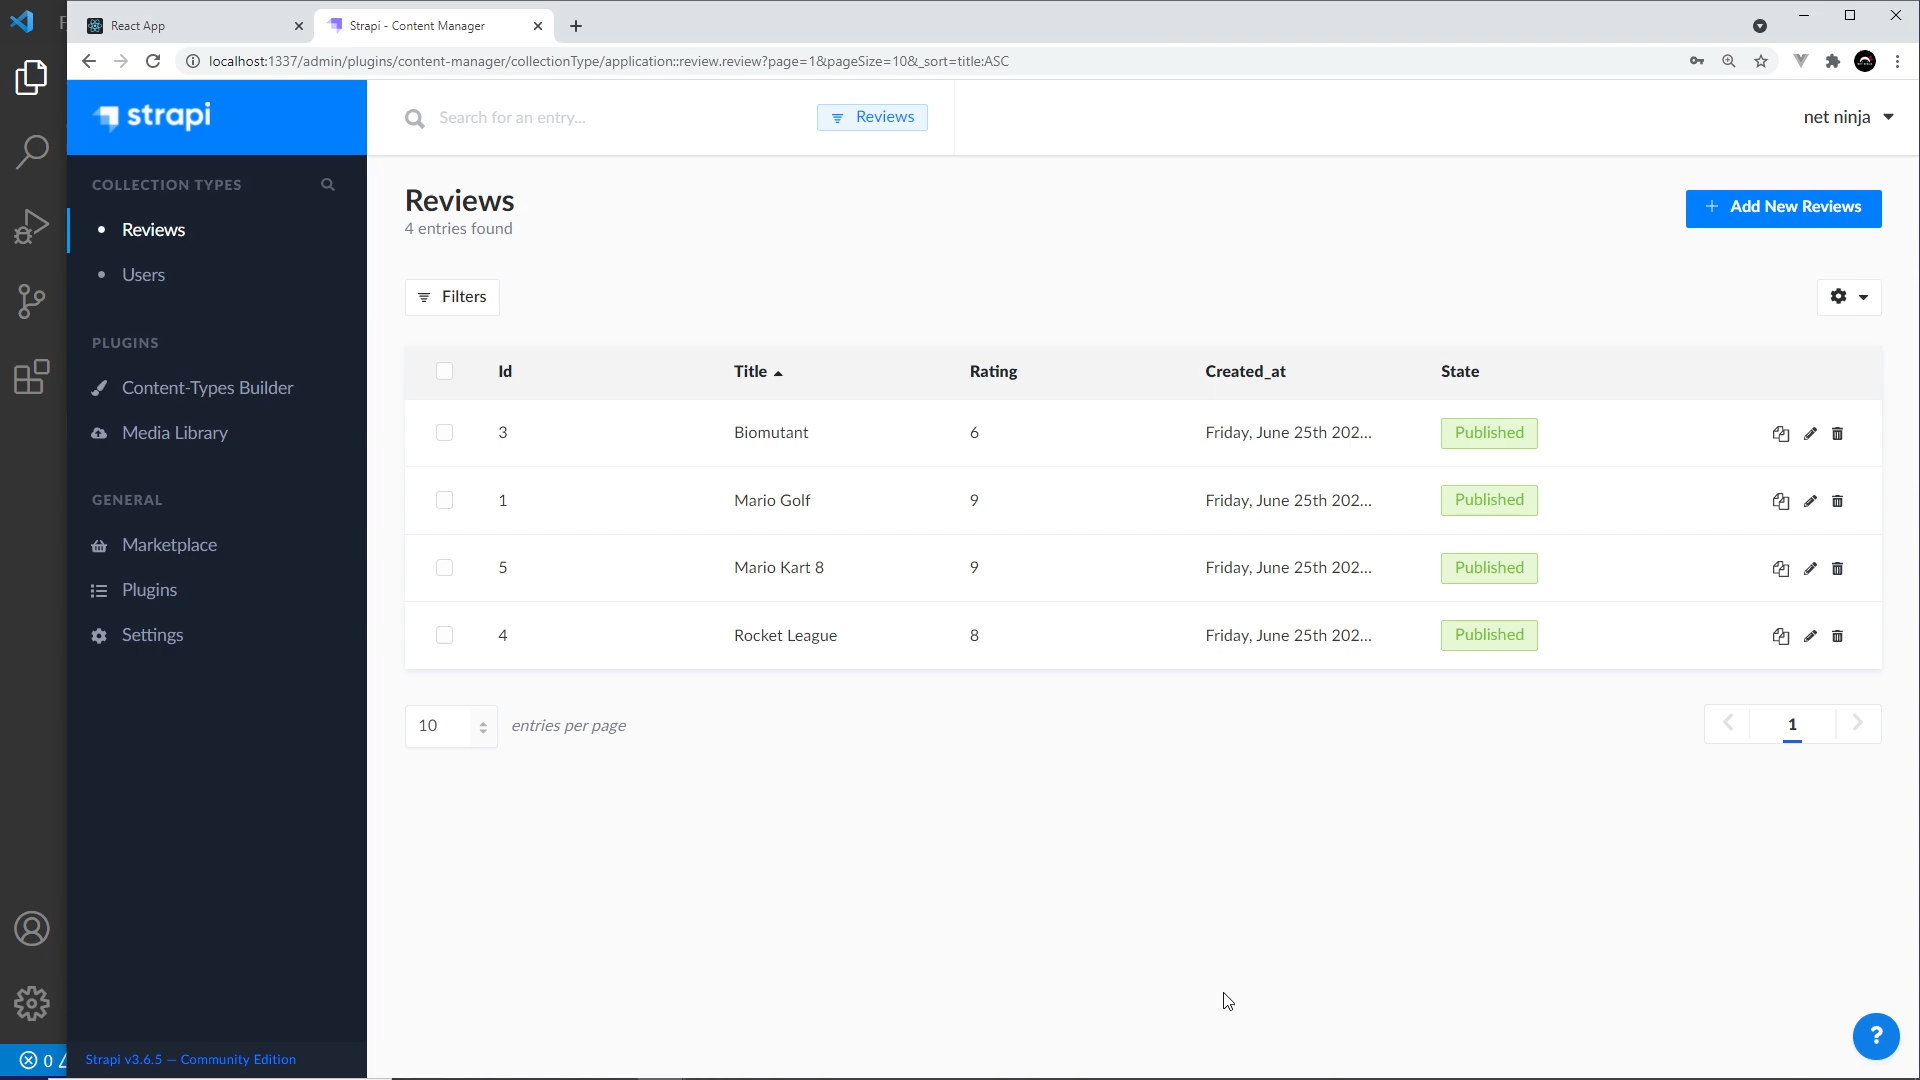 F
React App
Strapi - Content Manager
localhost:1337/admin/plugins/content-manager/collectionType/application::review.review?page=1&pageSize=10&_sort=title:ASC
strapi
Search for an entry...
Reviews
net ninja
COLLECTION TYPES
Reviews
Users
PLUGINS
Content-Types Builder
Media Library
GENERAL
Marketplace
Plugins
Settings
Reviews
4 entries found
+ Add New Reviews
Filters
Id Title Rating Created_at State
3 Biomutant 6 Friday, June 25th 202... Published
1 Mario Golf 9 Friday, June 25th 202... Published
5 Mario Kart 8 9 Friday, June 25th 202... Published
4 Rocket League 8 Friday, June 25th 202... Published
10 entries per page
1
?
0
Strapi v3.6.5 — Community Edition